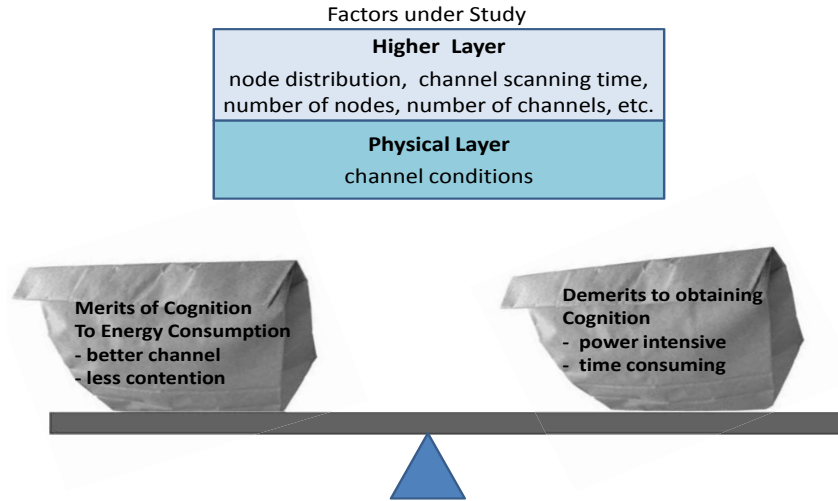 Factors under Study
Higher Layer
node distribution, channel scanning time,
number of nodes, number of channels, etc.
Physical Layer
channel conditions
Merits of Cognition
To Energy Consumption
- better channel
- less contention
Demerits to obtaining
Cognition
- power intensive
- time consuming